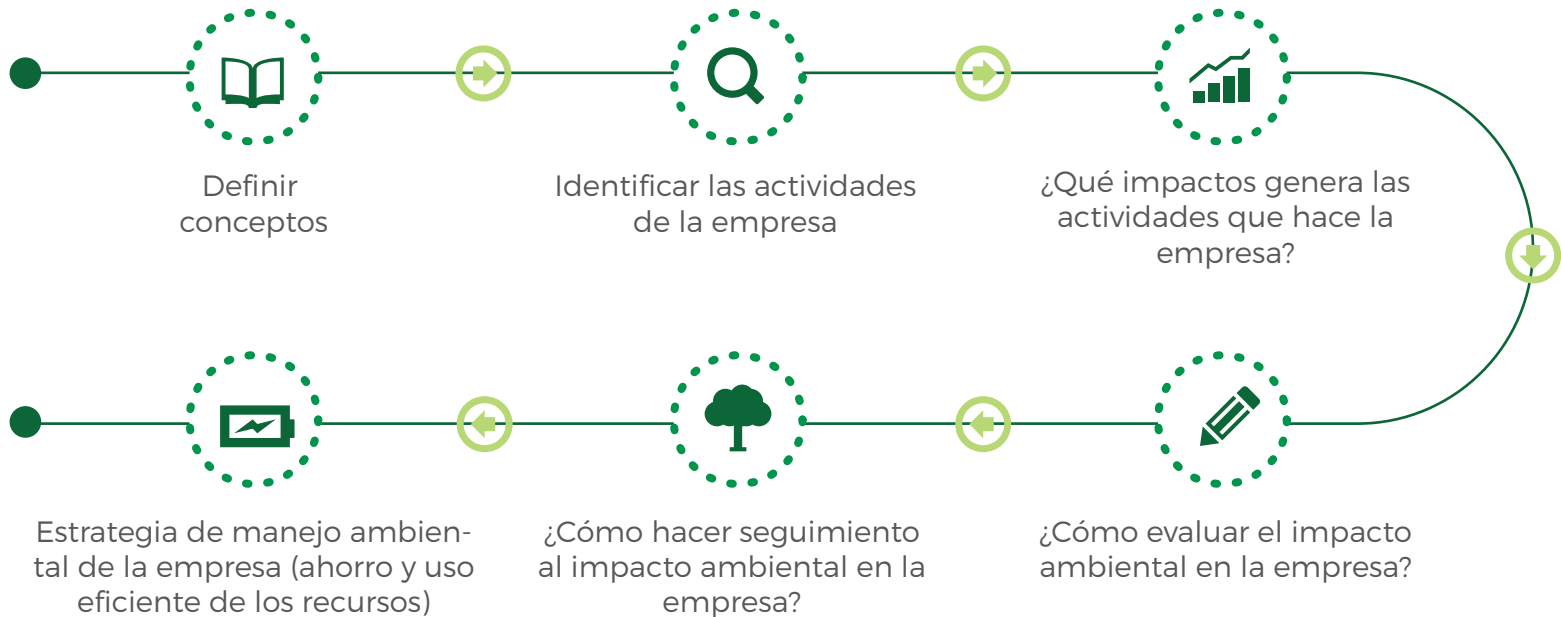 Definir
conceptos
Identificar las actividades
de la empresa
¿Qué impactos genera las
actividades que hace la
empresa?
¿Cómo evaluar el impacto
ambiental en la empresa?
¿Cómo hacer seguimiento
al impacto ambiental en la
empresa?
Estrategia de manejo ambien-
tal de la empresa (ahorro y uso
eficiente de los recursos)